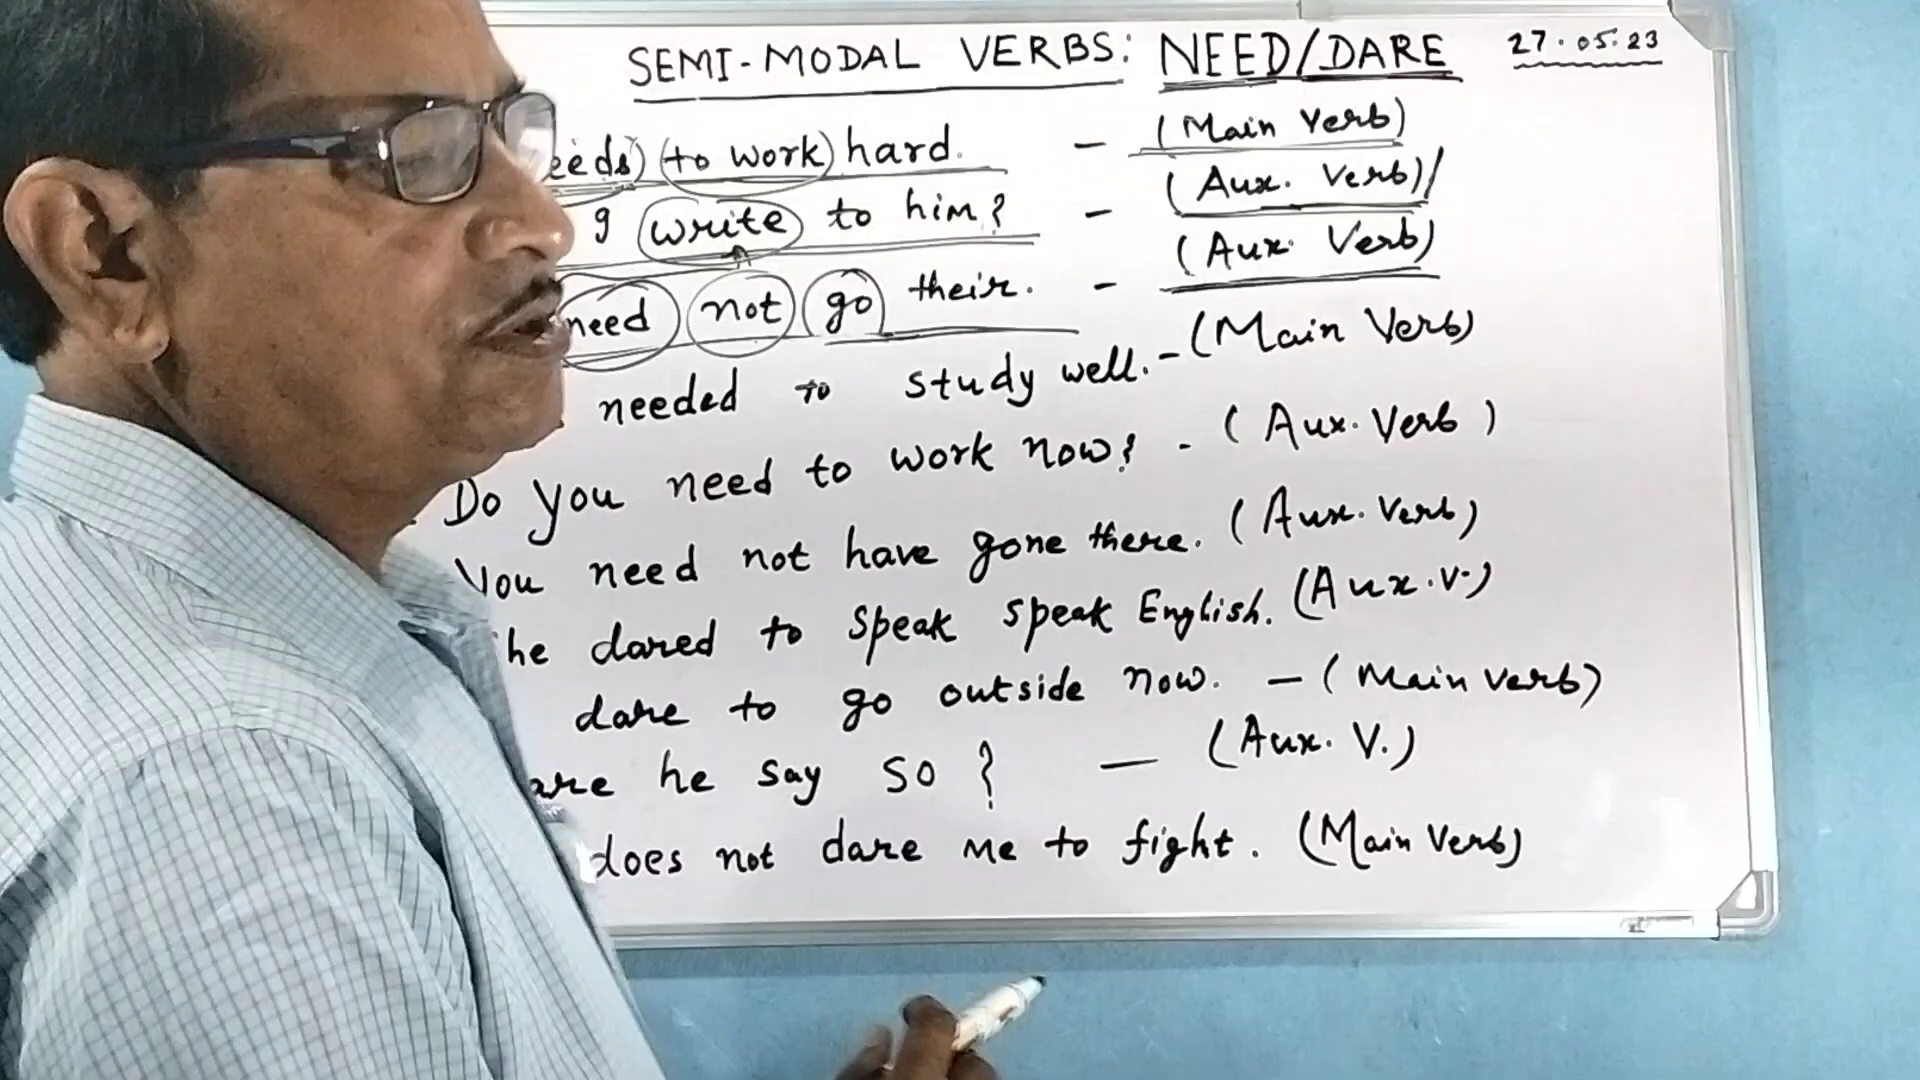 SEMI-MODAL VERBS: NEED/DARE 27.05.23
eeds) (to work) hard. - (Main Verb)
I write to him? - (Aux. Verb)/
need not go their. - (Aux. Verb)
needed to study well. - (Main Verb)
Do you need to work now? - (Aux. Verb)
You need not have gone there. (Aux. Verb)
he dared to speak speak English. (Aux.V.)
dare to go outside now. - (Main Verb)
are he say so? - (Aux. V.)
does not dare me to fight. (Main Verb)